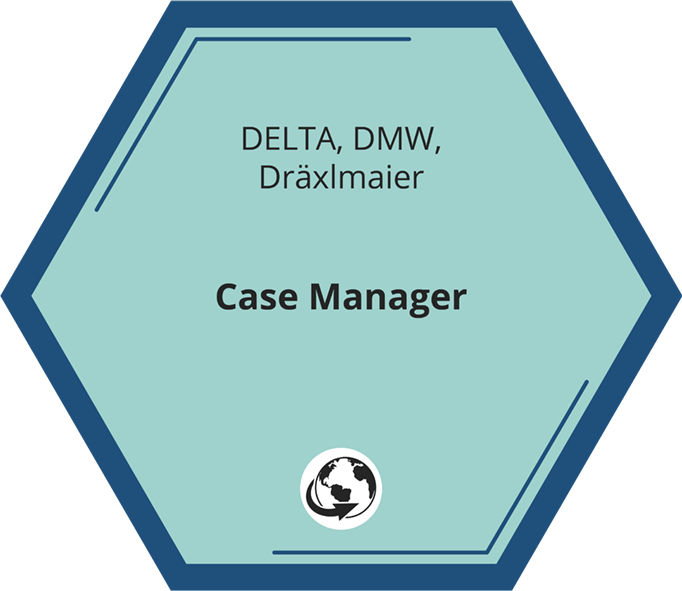 DELTA, DMW,
Dräxlmaier
Case Manager